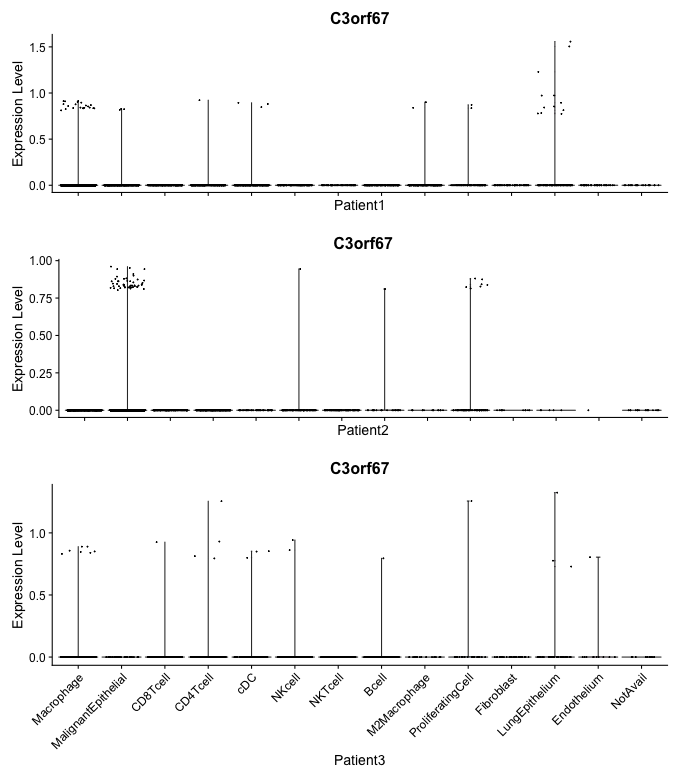 C3orf67
Expression Level
1.5
1.0
0.5
0.0
Patient1
C3orf67
Expression Level
1.00
0.75
0.50
0.25
0.00
Patient2
C3orf67
Expression Level
1.0
0.5
0.0
Macrophage
MalignantEpithelial
CD8Tcell
CD4Tcell
cDC
NKcell
NKTcell
Bcell
M2Macrophage
ProliferatingCell
Fibroblast
LungEpithelium
Endothelium
NotAvail
Patient3